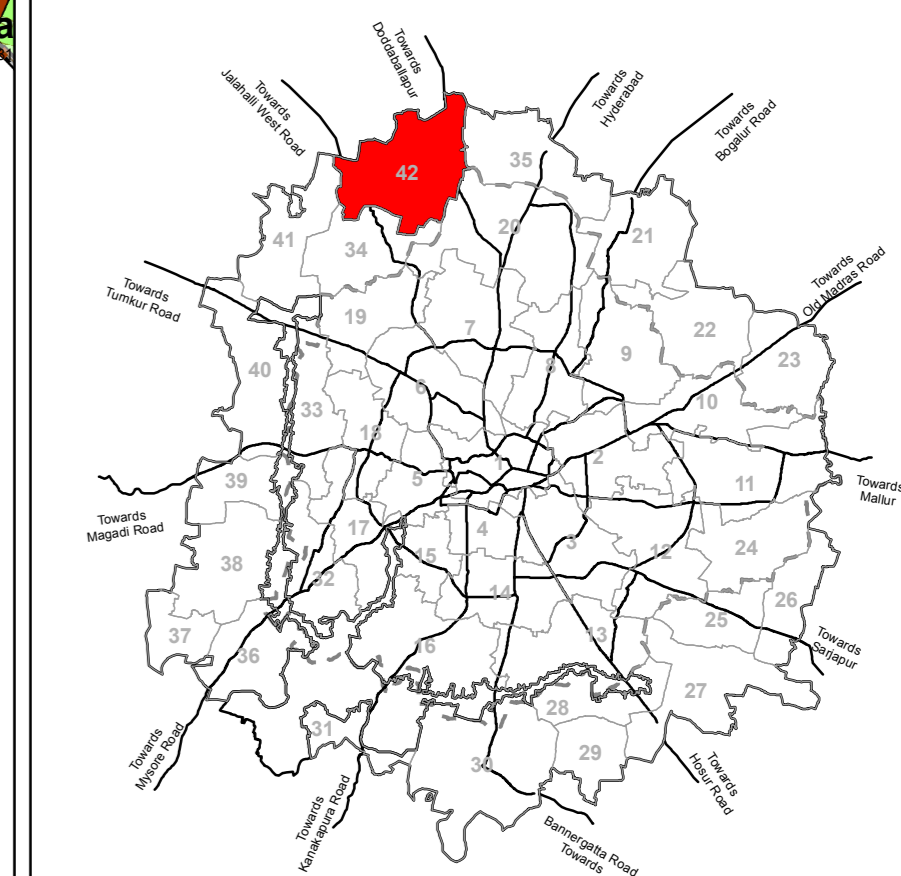 a
Towards
Doddaballapur
Towards
Jalahalli West Road
Towards
Hyderabad
Towards
Bogalur Road
42
35
20
21
41
34
Towards
Old Madras Road
Towards
Tumkur Road
19
7
22
9
23
40
8
6
10
33
18
1
2
5
11
39
Towards
Mallur
Towards
Magadi Road
17
4
15
3
12
24
38
32
14
26
25
37
16
13
Towards
Sarjapur
36
27
28
31
29
30
Towards
Mysore Road
Towards
Kanakapura Road
Bannergatta Road
Towards
Towards
Hosur Road